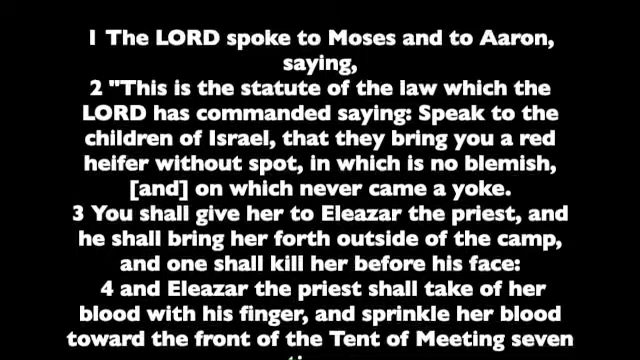 1 The LORD spoke to Moses and to Aaron,
saying,
2 "This is the statute of the law which the
LORD has commanded saying: Speak to the
children of Israel, that they bring you a red
heifer without spot, in which is no blemish,
[and] on which never came a yoke.
3 You shall give her to Eleazar the priest, and
he shall bring her forth outside of the camp,
and one shall kill her before his face:
4 and Eleazar the priest shall take of her
blood with his finger, and sprinkle her blood
toward the front of the Tent of Meeting seven